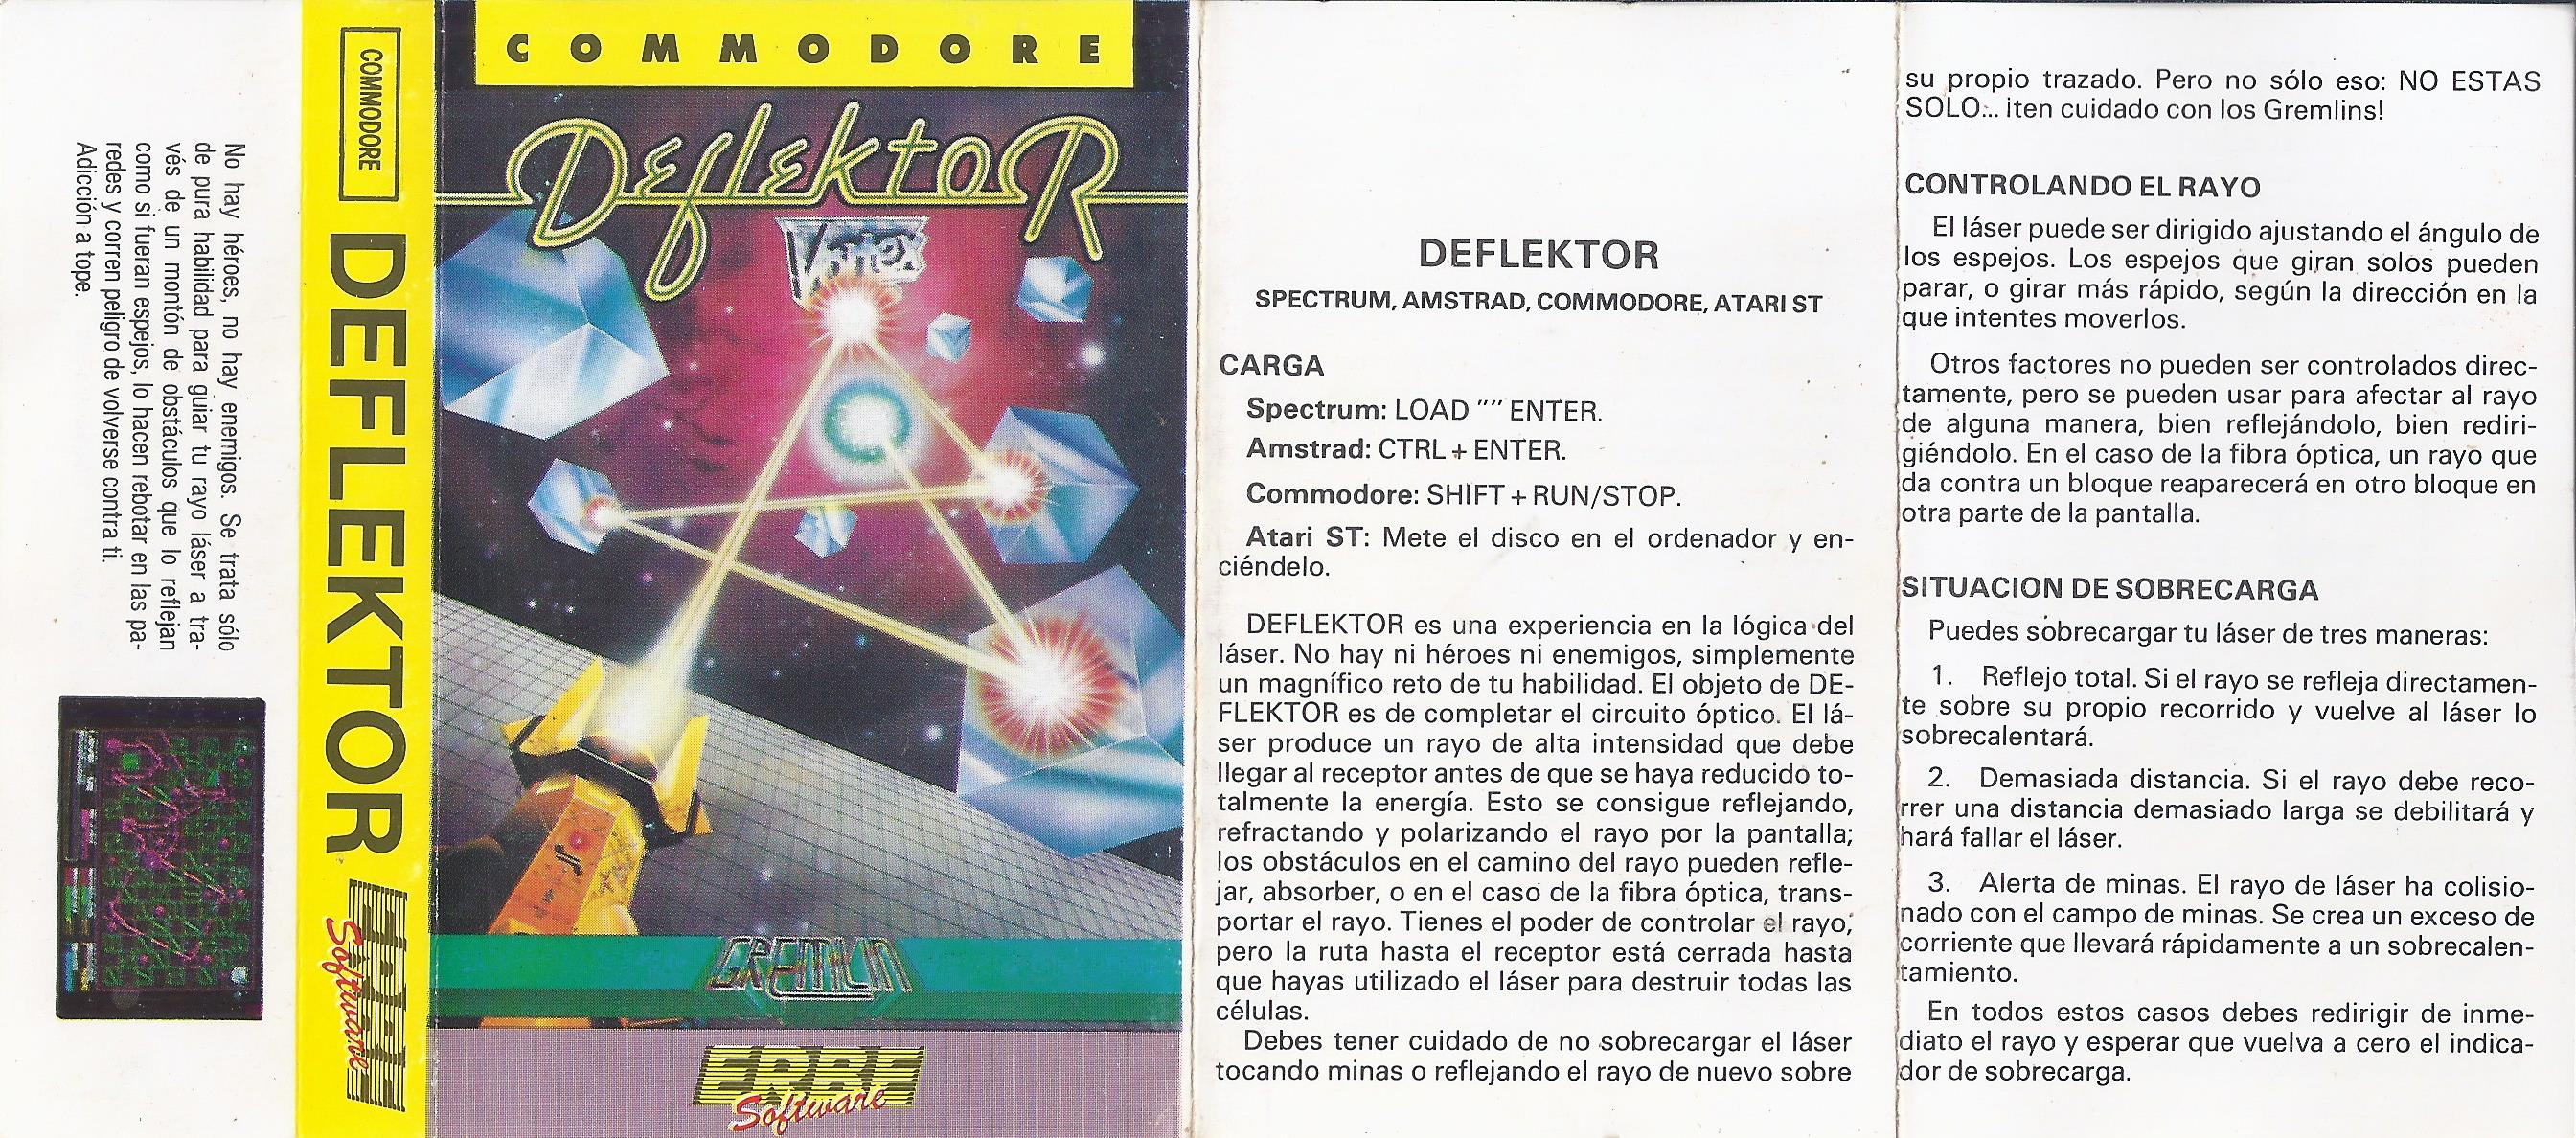 No hay héroes, no hay enemigos. Se trata sólo
de pura habilidad para guiar tu rayo láser a tra-
vés de un montón de obstáculos que lo reflejan
como si fueran espejos, lo hacen rebotar en las pa-
redes y corren peligro de volverse contra ti.
Adicción a tope.
COMMODORE
DEFLEKTOR
ERBE
Software
COMMODORE
DeflektoR
Vortex
GREMLIN
ERBE
Software
DEFLEKTOR
SPECTRUM, AMSTRAD, COMMODORE, ATARI ST
CARGA
Spectrum: LOAD "" ENTER.
Amstrad: CTRL + ENTER.
Commodore: SHIFT + RUN/STOP.
Atari ST: Mete el disco en el ordenador y en-
ciéndelo.
DEFLEKTOR es una experiencia en la lógica del
láser. No hay ni héroes ni enemigos, simplemente
un magnífico reto de tu habilidad. El objeto de DE-
FLEKTOR es de completar el circuito óptico. El lá-
ser produce un rayo de alta intensidad que debe
llegar al receptor antes de que se haya reducido to-
talmente la energía. Esto se consigue reflejando,
refractando y polarizando el rayo por la pantalla;
los obstáculos en el camino del rayo pueden refle-
jar, absorber, o en el caso de la fibra óptica, trans-
portar el rayo. Tienes el poder de controlar el rayo,
pero la ruta hasta el receptor está cerrada hasta
que hayas utilizado el láser para destruir todas las
células.
Debes tener cuidado de no sobrecargar el láser
tocando minas o reflejando el rayo de nuevo sobre
su propio trazado. Pero no sólo eso: NO ESTAS
SOLO... ¡ten cuidado con los Gremlins!
CONTROLANDO EL RAYO
El láser puede ser dirigido ajustando el ángulo de
los espejos. Los espejos que giran solos pueden
parar, o girar más rápido, según la dirección en la
que intentes moverlos.
Otros factores no pueden ser controlados direc-
tamente, pero se pueden usar para afectar al rayo
de alguna manera, bien reflejándolo, bien rediri-
giéndolo. En el caso de la fibra óptica, un rayo que
da contra un bloque reaparecerá en otro bloque en
otra parte de la pantalla.
SITUACION DE SOBRECARGA
Puedes sobrecargar tu láser de tres maneras:
1. Reflejo total. Si el rayo se refleja directamen-
te sobre su propio recorrido y vuelve al láser lo
sobrecalentará.
2. Demasiada distancia. Si el rayo debe reco-
rrer una distancia demasiado larga se debilitará y
hará fallar el láser.
3. Alerta de minas. El rayo de láser ha colisio-
nado con el campo de minas. Se crea un exceso de
corriente que llevará rápidamente a un sobrecalen-
tamiento.
En todos estos casos debes redirigir de inme-
diato el rayo y esperar que vuelva a cero el indica-
dor de sobrecarga.